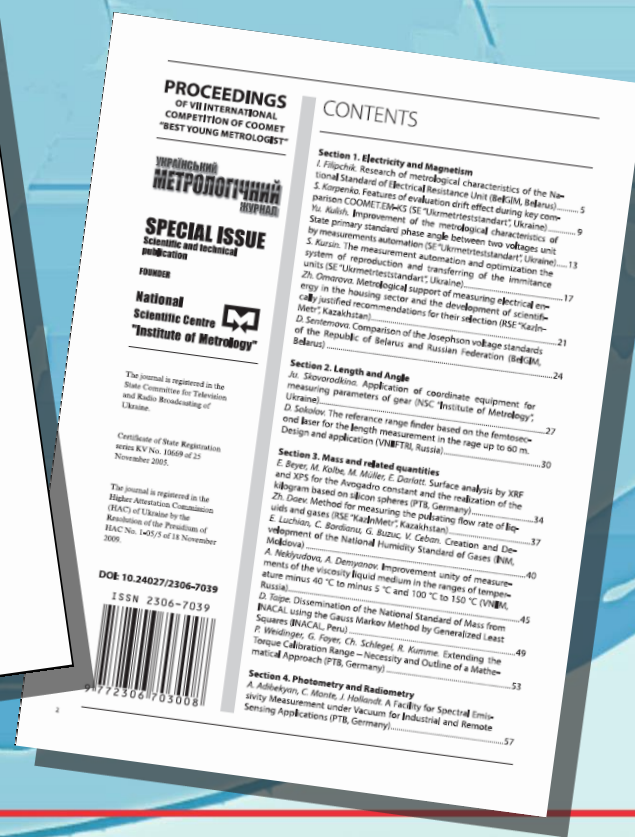 PROCEEDINGS
OF VII INTERNATIONAL
COMPETITION OF COOMET
"BEST YOUNG METROLOGIST"
УКРАЇНСЬКИЙ
МЕТРОЛОГІЧНИЙ
ЖУРНАЛ
SPECIAL ISSUE
Scientific and technical
publication
FOUNDER
National
Scientific Centre
"Institute of Metrology"
The journal is registered in the
State Committee for Television
and Radio Broadcasting of
Ukraine.
Certificate of State Registration
series KV No. 10669 of 25
November 2005.
The journal is registered in the
Higher Attestation Commission
(HAC) of Ukraine by the
Resolution of the Presidium of
HAC No. 1-05/5 of 18 November
2009.
DOI: 10.24027/2306-7039
ISSN 2306-7039
9 772306 703008
2
CONTENTS
Section 1. Electricity and Magnetism
I. Filipchik. Research of metrological characteristics of the Na-
tional Standard of Electrical Resistance Unit (BelGIM, Belarus)..........5
S. Karpenko. Features of evaluation drift effect during key com-
parison COOMET.EM-K5 (SE "Ukrmetrteststandart", Ukraine)..........9
Yu. Kulish. Improvement of the metrological characteristics of
State primary standard phase angle between two voltages unit
by measurements automation (SE "Ukrmetrteststandart", Ukraine)......13
S. Kursin. The measurement automation and optimization the
system of reproduction and transferring of the immitance
units (SE "Ukrmetrteststandart", Ukraine)..........17
Zh. Omarova. Metrological support of measuring electrical en-
ergy in the housing sector and the development of scientifi-
cally justified recommendations for their selection (RSE "KazIn-
Metr", Kazakhstan)..........21
D. Sentemova. Comparison of the Josephson voltage standards
of the Republic of Belarus and Russian Federation (BelGIM,
Belarus)..........24
Section 2. Length and Angle
Ju. Skovorodkina. Application of coordinate equipment for
measuring parameters of gear (NSC "Institute of Metrology",
Ukraine)..........27
D. Sokolov. The referance range finder based on the femtosec-
ond laser for the length measurement in the rage up to 60 m.
Design and application (VNIIFTRI, Russia)..........30
Section 3. Mass and related quantities
E. Beyer, M. Kolbe, M. Müller, E. Darlatt. Surface analysis by XRF
and XPS for the Avogadro constant and the realization of the
kilogram based on silicon spheres (PTB, Germany)..........34
Zh. Daev. Method for measuring the pulsating flow rate of liq-
uids and gases (RSE "KazInMetr", Kazakhstan)..........37
E. Luchian, C. Bordianu, G. Buzuc, V. Ceban. Creation and De-
velopment of the National Humidity Standard of Gases (INM,
Moldova)..........40
A. Neklyudova, A. Demyanov. Improvement unity of measure-
ments of the viscosity liquid medium in the ranges of temper-
ature minus 40 °C to minus 5 °C and 100 °C to 150 °C (VNIIM,
Russia)..........45
D. Taipe. Dissemination of the National Standard of Mass from
INACAL using the Gauss Markov Method by Generalized Least
Squares (INACAL, Peru)..........49
P. Weidinger, G. Foyer, Ch. Schlegel, R. Kumme. Extending the
Torque Calibration Range – Necessity and Outline of a Mathe-
matical Approach (PTB, Germany)..........53
Section 4. Photometry and Radiometry
A. Adibekyan, C. Monte, J. Hollandt. A Facility for Spectral Emis-
sivity Measurement under Vacuum for Industrial and Remote
Sensing Applications (PTB, Germany)..........57